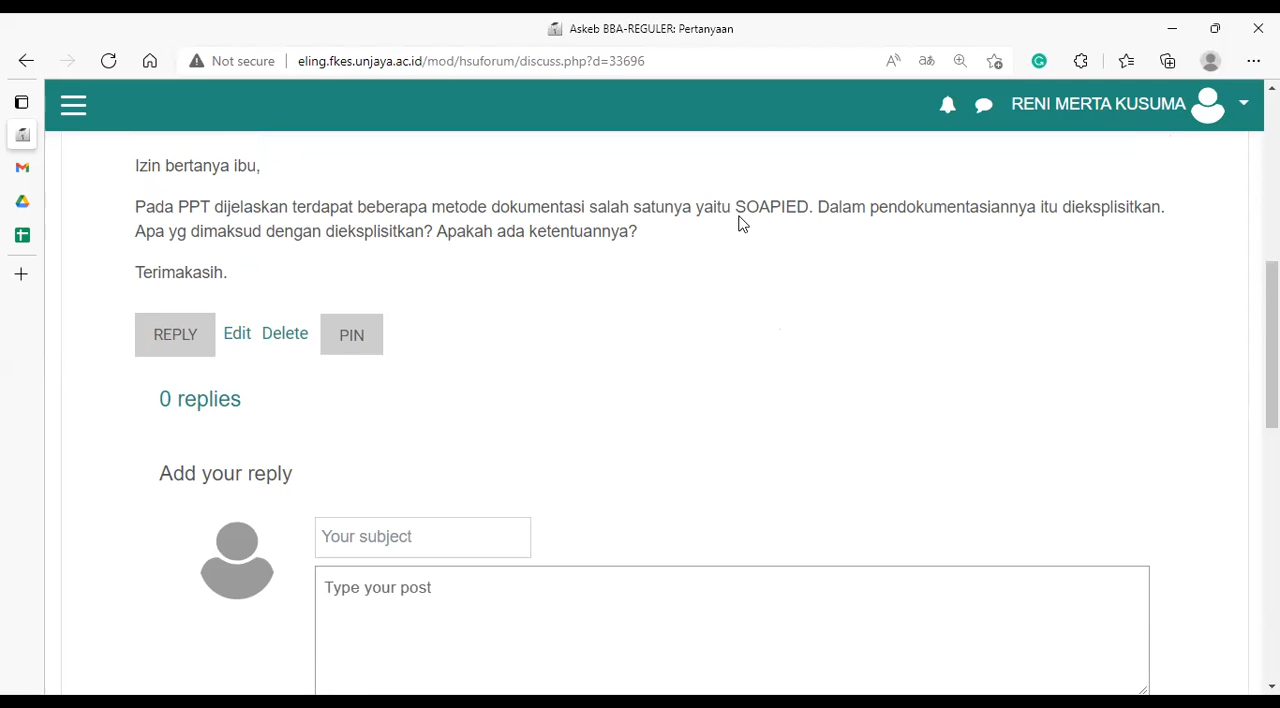 Askeb BBA-REGULER: Pertanyaan
Not secure
eling.fkes.unjaya.ac.id/mod/hsuforum/discuss.php?d=33696
RENI MERTA KUSUMA
Izin bertanya ibu,
Pada PPT dijelaskan terdapat beberapa metode dokumentasi salah satunya yaitu SOAPIED. Dalam pendokumentasiannya itu dieksplisitkan.
Apa yg dimaksud dengan dieksplisitkan? Apakah ada ketentuannya?
Terimakasih.
REPLY Edit Delete PIN
0 replies
Add your reply
Your subject
Type your post